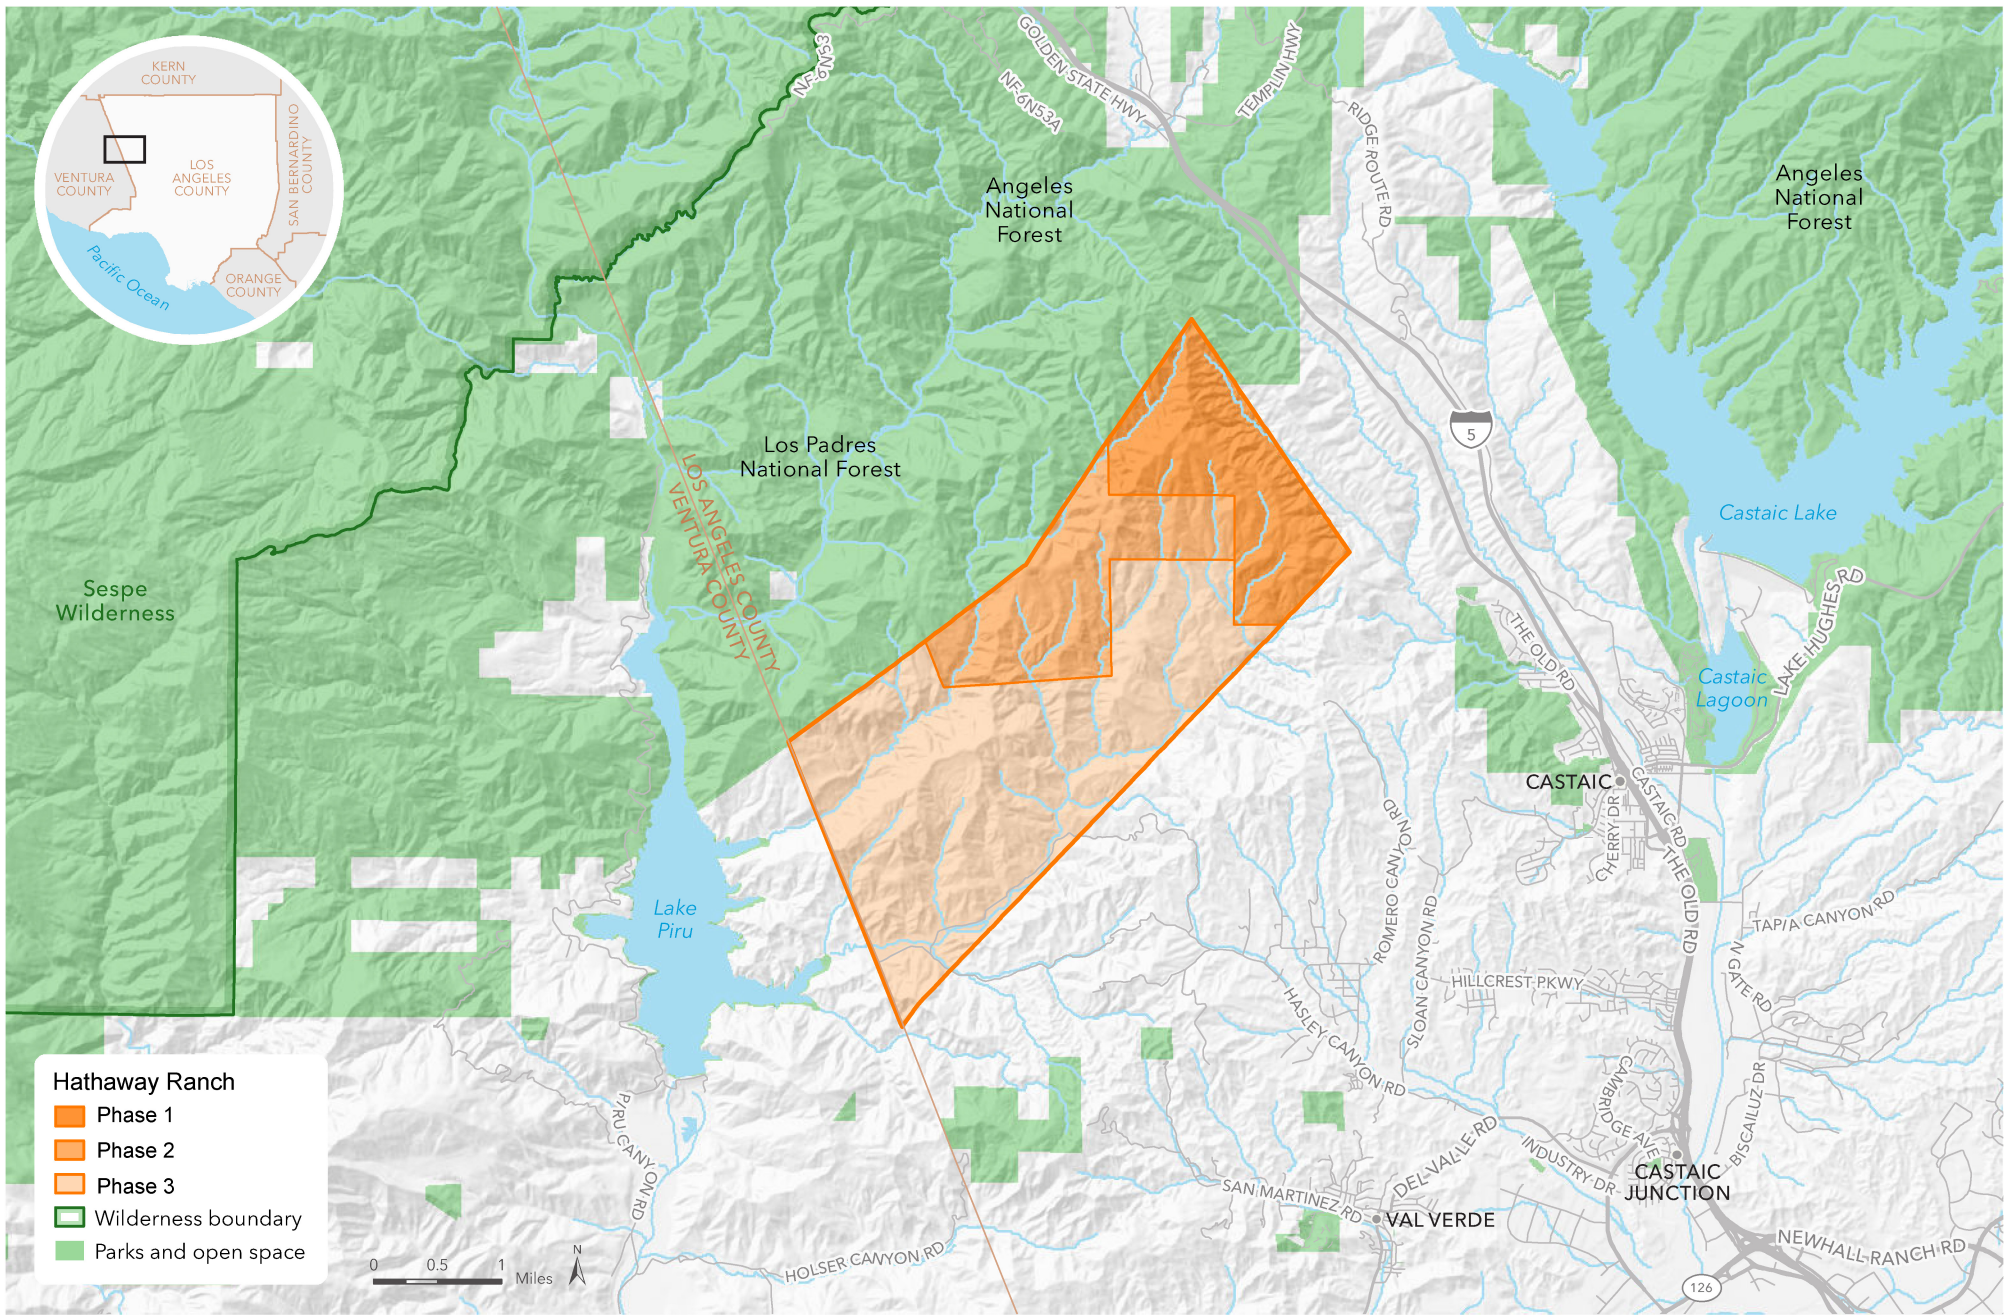 KERN
COUNTY
VENTURA
COUNTY
LOS
ANGELES
COUNTY
SAN BERNARDINO
COUNTY
ORANGE
COUNTY
Pacific Ocean
NF-6N53
GOLDEN STATE HWY
NF-6N53A
TEMPLIN HWY
RIDGE ROUTE RD
Angeles
National
Forest
Angeles
National
Forest
Los Padres
National Forest
5
LOS ANGELES COUNTY
VENTURA COUNTY
Castaic Lake
Sespe
Wilderness
LAKE HUGHES RD
THE OLD RD
Castaic
Lagoon
CASTAIC
CASTAIC RD
CHERRY DR
THE OLD RD
ROMERO CANYON RD
SLOAN CANYON RD
Lake
Piru
TAPIA CANYON RD
N GATE RD
HILLCREST PKWY
HASLEY CANYON RD
CAMBRIDGE AVE
BISCAILUZ DR
PIRU CANYON RD
DEL VALLE RD
INDUSTRY DR
CASTAIC
JUNCTION
SAN MARTINEZ RD
VAL VERDE
HOLSER CANYON RD
NEWHALL RANCH RD
126
Hathaway Ranch
Phase 1
Phase 2
Phase 3
Wilderness boundary
Parks and open space
0 0.5 1 Miles
N